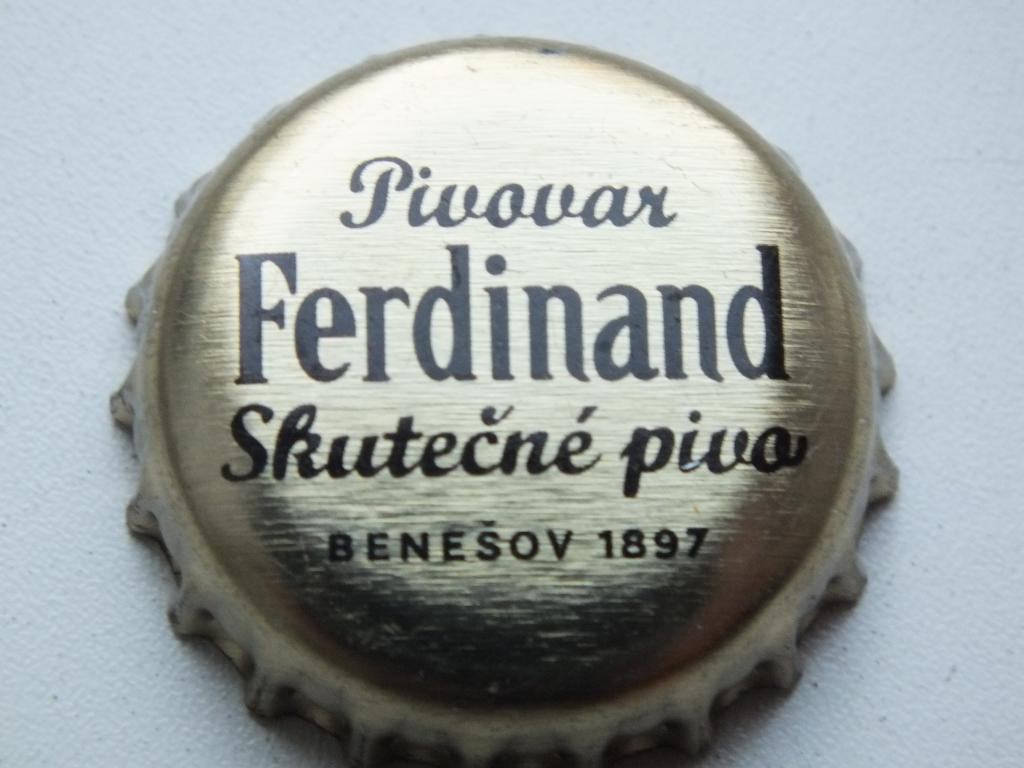 Pivovar
Ferdinand
Skutečné pivo
BENEŠOV 1897